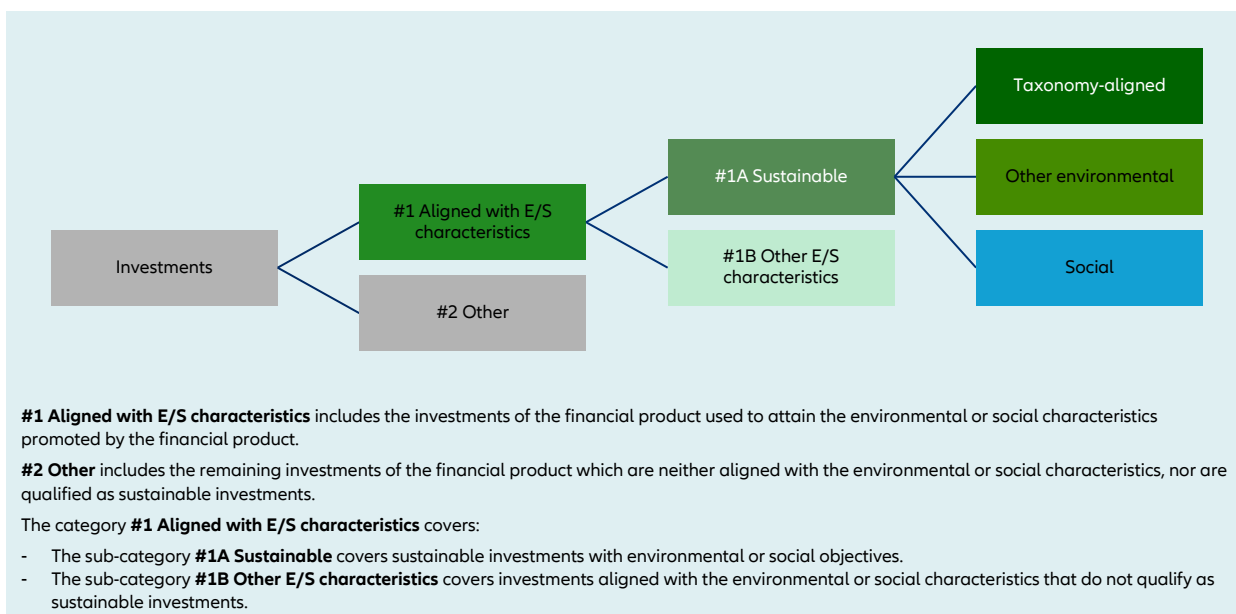 Taxonomy-aligned
#1A Sustainable
Other environmental
#1 Aligned with E/S
characteristics
#1B Other E/S
characteristics
Investments
Social
#2 Other
#1 Aligned with E/S characteristics includes the investments of the financial product used to attain the environmental or social characteristics
promoted by the financial product.
#2 Other includes the remaining investments of the financial product which are neither aligned with the environmental or social characteristics, nor are
qualified as sustainable investments.
The category #1 Aligned with E/S characteristics covers:
- The sub-category #1A Sustainable covers sustainable investments with environmental or social objectives.
- The sub-category #1B Other E/S characteristics covers investments aligned with the environmental or social characteristics that do not qualify as
sustainable investments.